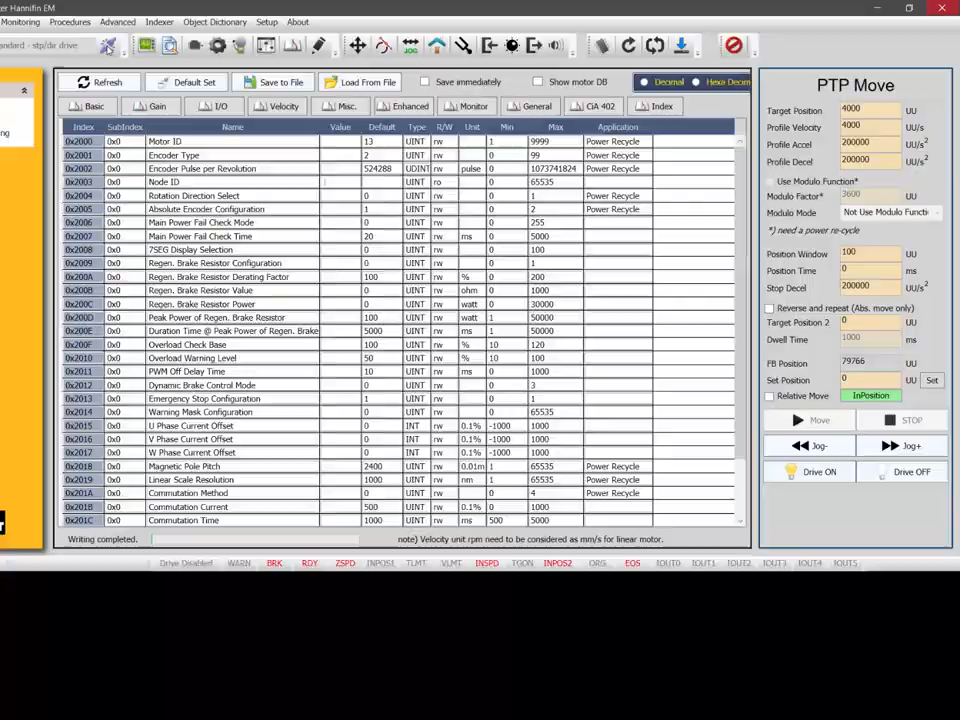 ter Hannifin EM
Monitoring Procedures Advanced Indexer Object Dictionary Setup About
andard - stp/dir drive
JOG
ng
r
Refresh Default Set Save to File Load From File Save immediately Show motor DB Decimal Hexa Decim
Basic Gain I/O Velocity Misc. Enhanced Monitor General CiA 402 Index
Index SubIndex Name Value Default Type R/W Unit Min Max Application
0x2000 0x0 Motor ID 13 UINT rw 1 9999 Power Recycle
0x2001 0x0 Encoder Type 2 UINT rw 0 99 Power Recycle
0x2002 0x0 Encoder Pulse per Revolution 524288 UDINT rw pulse 0 1073741824 Power Recycle
0x2003 0x0 Node ID UINT ro 0 65535
0x2004 0x0 Rotation Direction Select 0 UINT rw 0 1 Power Recycle
0x2005 0x0 Absolute Encoder Configuration 1 UINT rw 0 2 Power Recycle
0x2006 0x0 Main Power Fail Check Mode 0 UINT rw 0 255
0x2007 0x0 Main Power Fail Check Time 20 UINT rw ms 0 5000
0x2008 0x0 7SEG Display Selection 0 UINT rw 0 100
0x2009 0x0 Regen. Brake Resistor Configuration 0 UINT rw 0 1
0x200A 0x0 Regen. Brake Resistor Derating Factor 100 UINT rw % 0 200
0x200B 0x0 Regen. Brake Resistor Value 0 UINT rw ohm 0 1000
0x200C 0x0 Regen. Brake Resistor Power 0 UINT rw watt 0 30000
0x200D 0x0 Peak Power of Regen. Brake Resistor 100 UINT rw watt 1 50000
0x200E 0x0 Duration Time @ Peak Power of Regen. Brake 5000 UINT rw ms 1 50000
0x200F 0x0 Overload Check Base 100 UINT rw % 10 120
0x2010 0x0 Overload Warning Level 50 UINT rw % 10 100
0x2011 0x0 PWM Off Delay Time 10 UINT rw ms 0 1000
0x2012 0x0 Dynamic Brake Control Mode 0 UINT rw 0 3
0x2013 0x0 Emergency Stop Configuration 1 UINT rw 0 1
0x2014 0x0 Warning Mask Configuration 0 UINT rw 0 65535
0x2015 0x0 U Phase Current Offset 0 INT rw 0.1% -1000 1000
0x2016 0x0 V Phase Current Offset 0 INT rw 0.1% -1000 1000
0x2017 0x0 W Phase Current Offset 0 INT rw 0.1% -1000 1000
0x2018 0x0 Magnetic Pole Pitch 2400 UINT rw 0.01m 1 65535 Power Recycle
0x2019 0x0 Linear Scale Resolution 1000 UINT rw nm 1 65535 Power Recycle
0x201A 0x0 Commutation Method 0 UINT rw 0 4 Power Recycle
0x201B 0x0 Commutation Current 500 UINT rw 0.1% 0 1000
0x201C 0x0 Commutation Time 1000 UINT rw ms 500 5000
Writing completed. note) Velocity unit rpm need to be considered as mm/s for linear motor.
PTP Move
Target Position 4000 UU
Profile Velocity 4000 UU/s
Profile Accel 200000 UU/s²
Profile Decel 200000 UU/s²
Use Modulo Function*
Modulo Factor* 3600 UU
Modulo Mode Not Use Modulo Functi
*) need a power re-cycle
Position Window 100 UU
Position Time 0 ms
Stop Decel 200000 UU/s²
Reverse and repeat (Abs. move only)
Target Position 2 0 UU
Dwell Time 1000 ms
FB Position 79766 UU
Set Position 0 UU Set
Relative Move InPosition
Move STOP
Jog- Jog+
Drive ON Drive OFF
Drive Disabled WARN BRK RDY ZSPD INPOS1 TLMT VLMT INSPD TGON INPOS2 ORG EOS IOUT0 IOUT1 IOUT2 IOUT3 IOUT4 IOUT5